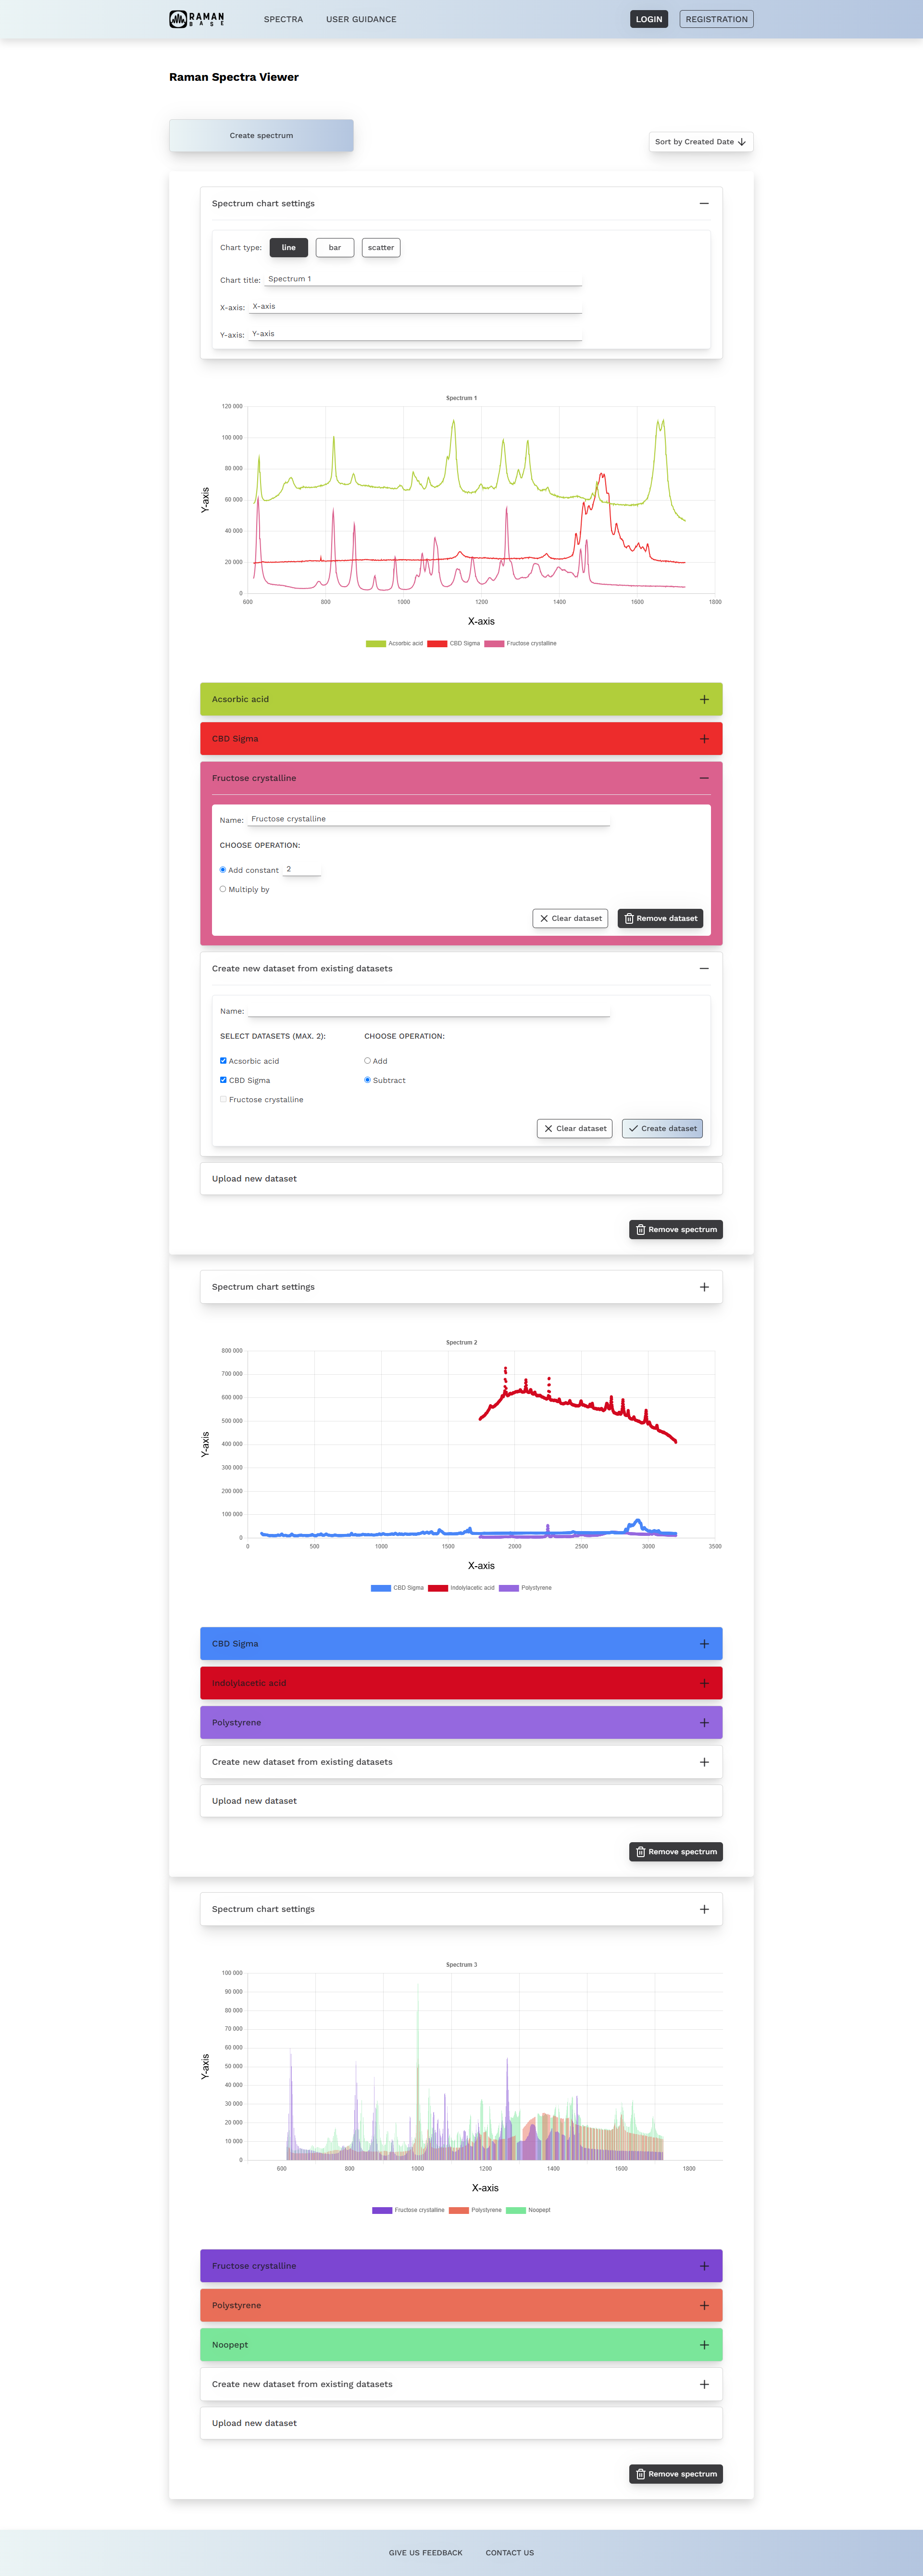 RAMAN
BASE
SPECTRA
USER GUIDANCE
LOGIN
REGISTRATION
Raman Spectra Viewer
Create spectrum
Sort by Created Date
Spectrum chart settings
Chart type: line bar scatter
Chart title: Spectrum 1
X-axis: X-axis
Y-axis: Y-axis
Spectrum 1
120 000
100 000
80 000
60 000
40 000
20 000
0
Y-axis
600 800 1000 1200 1400 1600 1800
X-axis
Acsorbic acid CBD Sigma Fructose crystalline
Acsorbic acid
CBD Sigma
Fructose crystalline
Name: Fructose crystalline
CHOOSE OPERATION:
Add constant 2
Multiply by
Clear dataset
Remove dataset
Create new dataset from existing datasets
Name:
SELECT DATASETS (MAX. 2):
Acsorbic acid
CBD Sigma
Fructose crystalline
CHOOSE OPERATION:
Add
Subtract
Clear dataset
Create dataset
Upload new dataset
Remove spectrum
Spectrum chart settings
Spectrum 2
800 000
700 000
600 000
500 000
400 000
300 000
200 000
100 000
0
Y-axis
0 500 1000 1500 2000 2500 3000 3500
X-axis
CBD Sigma Indolylacetic acid Polystyrene
CBD Sigma
Indolylacetic acid
Polystyrene
Create new dataset from existing datasets
Upload new dataset
Remove spectrum
Spectrum chart settings
Spectrum 3
100 000
90 000
80 000
70 000
60 000
50 000
40 000
30 000
20 000
10 000
0
Y-axis
600 800 1000 1200 1400 1600 1800
X-axis
Fructose crystalline Polystyrene Noopept
Fructose crystalline
Polystyrene
Noopept
Create new dataset from existing datasets
Upload new dataset
Remove spectrum
GIVE US FEEDBACK
CONTACT US